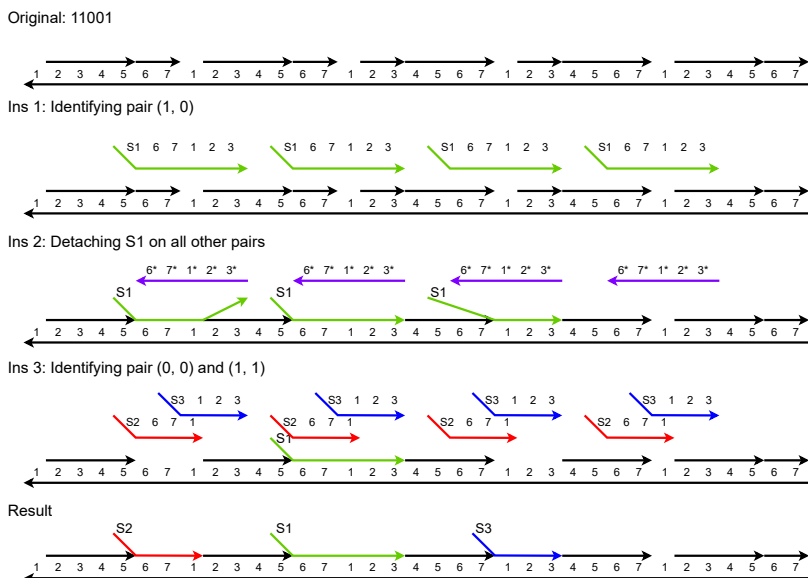 Original: 11001
1 2 3 4 5 6 7 1 2 3 4 5 6 7 1 2 3 4 5 6 7 1 2 3 4 5 6 7 1 2 3 4 5 6 7
Ins 1: Identifying pair (1, 0)
S1 6 7 1 2 3 S1 6 7 1 2 3 S1 6 7 1 2 3 S1 6 7 1 2 3
1 2 3 4 5 6 7 1 2 3 4 5 6 7 1 2 3 4 5 6 7 1 2 3 4 5 6 7 1 2 3 4 5 6 7
Ins 2: Detaching S1 on all other pairs
6* 7* 1* 2* 3* 6* 7* 1* 2* 3* 6* 7* 1* 2* 3* 6* 7* 1* 2* 3*
S1 S1 S1
1 2 3 4 5 6 7 1 2 3 4 5 6 7 1 2 3 4 5 6 7 1 2 3 4 5 6 7 1 2 3 4 5 6 7
Ins 3: Identifying pair (0, 0) and (1, 1)
S3 1 2 3 S3 1 2 3 S3 1 2 3 S3 1 2 3
S2 6 7 1 S2 6 7 1 S2 6 7 1 S2 6 7 1
S1
1 2 3 4 5 6 7 1 2 3 4 5 6 7 1 2 3 4 5 6 7 1 2 3 4 5 6 7 1 2 3 4 5 6 7
Result
S2 S1 S3
1 2 3 4 5 6 7 1 2 3 4 5 6 7 1 2 3 4 5 6 7 1 2 3 4 5 6 7 1 2 3 4 5 6 7